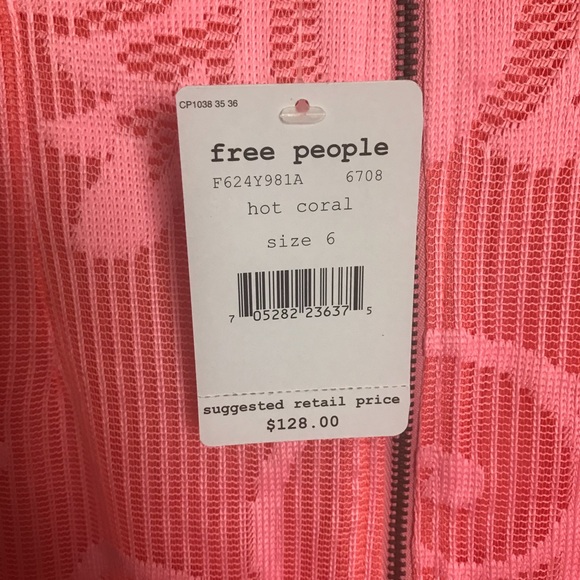 CP1038 35 36
free people
F624Y981A 6708
hot coral
size 6
7 05282 23637 5
suggested retail price
$128.00